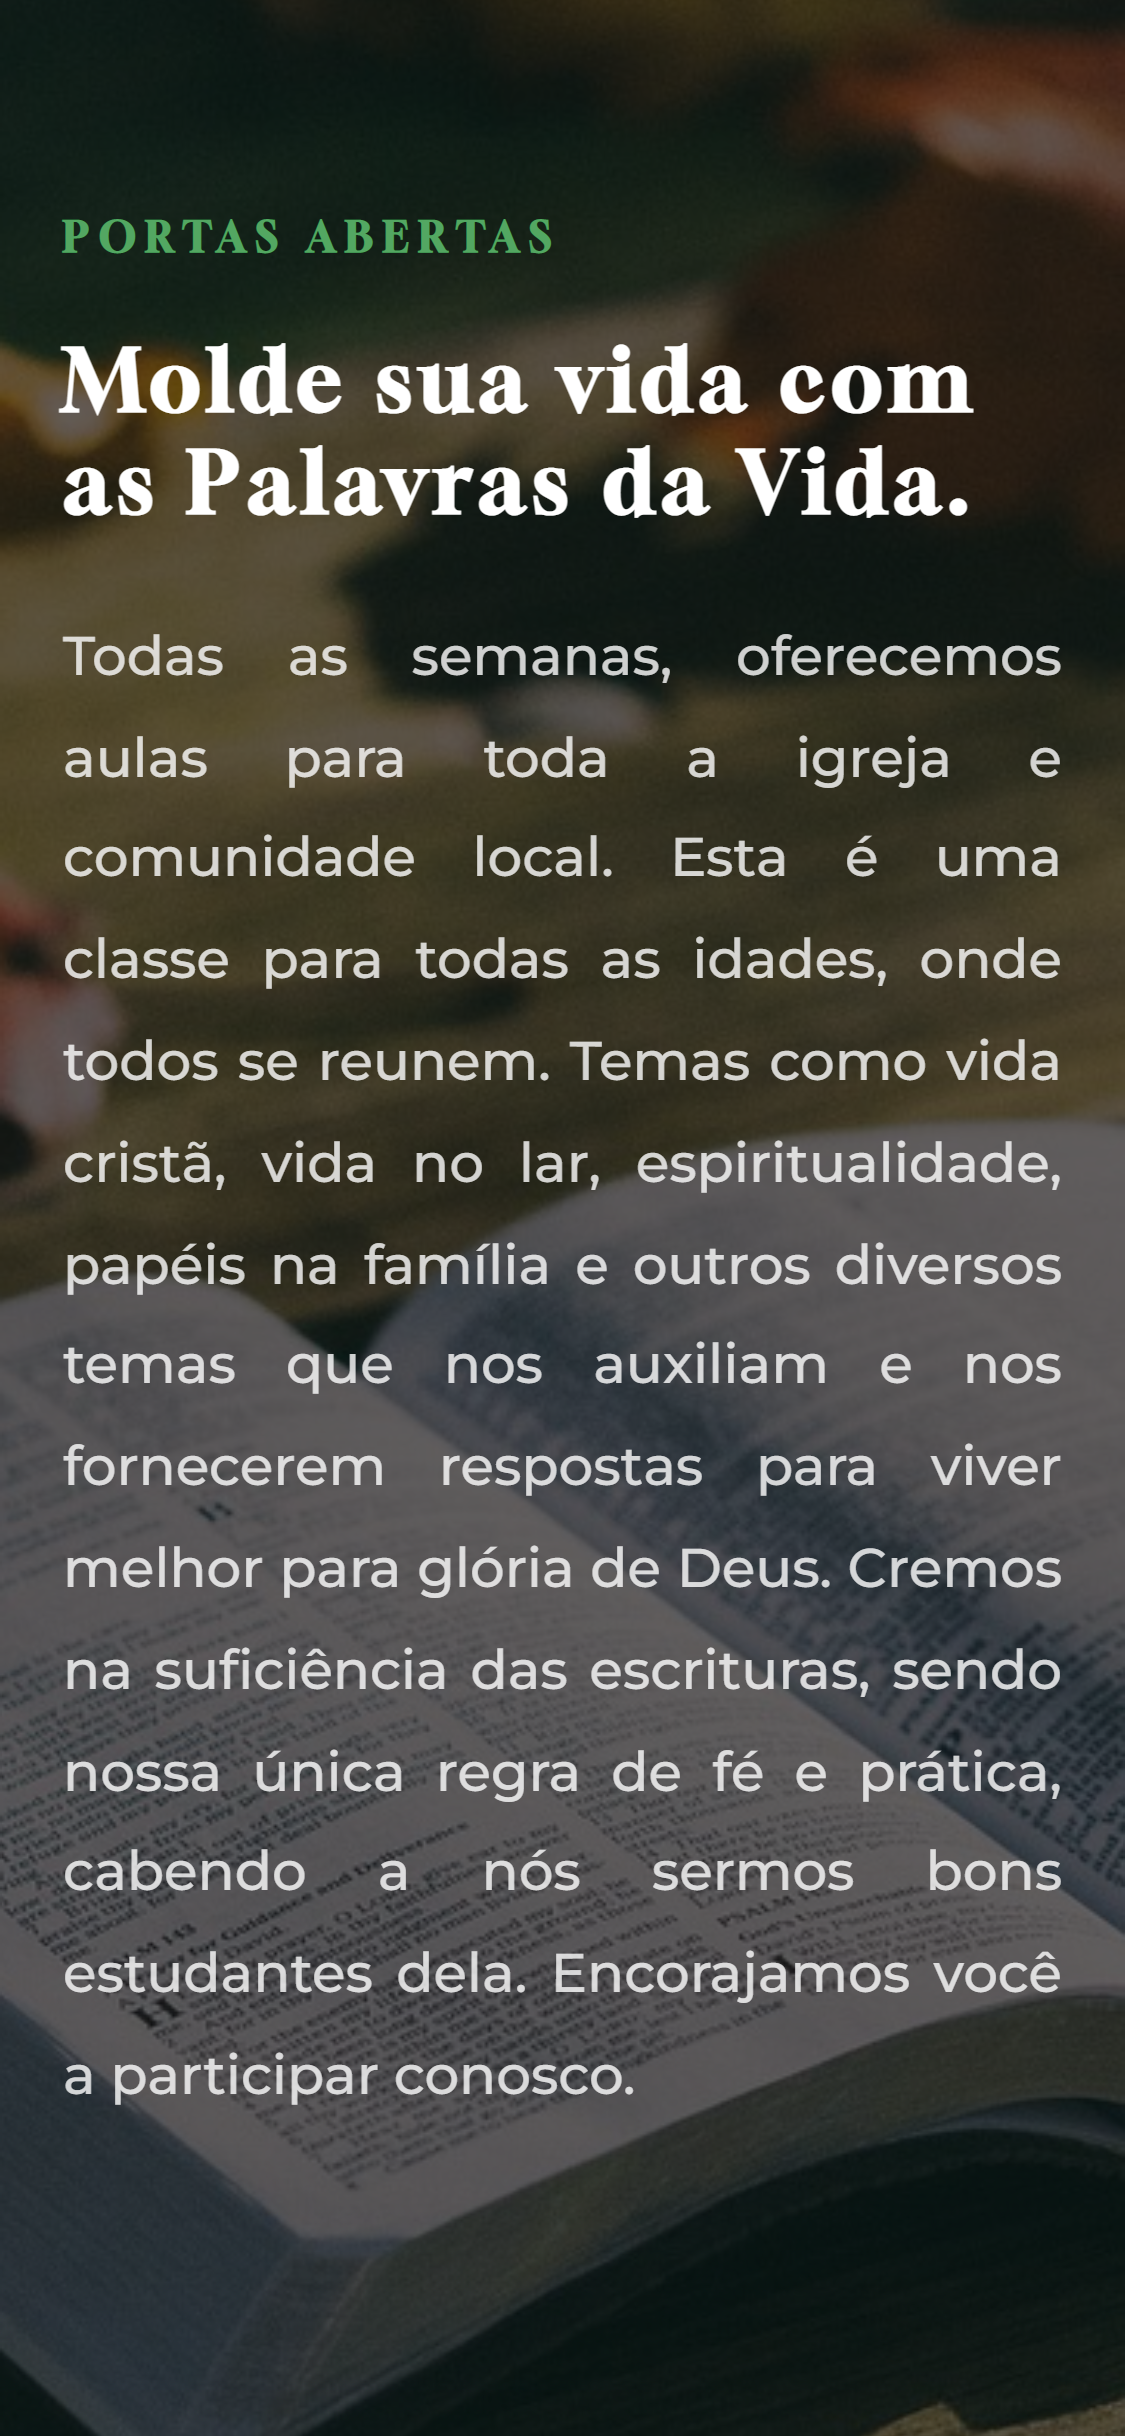 PORTAS ABERTAS
Molde sua vida com
as Palavras da Vida.
Todas as semanas, oferecemos
aulas para toda a igreja e
comunidade local. Esta é uma
classe para todas as idades, onde
todos se reunem. Temas como vida
cristã, vida no lar, espiritualidade,
papéis na família e outros diversos
temas que nos auxiliam e nos
fornecerem respostas para viver
melhor para glória de Deus. Cremos
na suficiência das escrituras, sendo
nossa única regra de fé e prática,
cabendo a nós sermos bons
estudantes dela. Encorajamos você
a participar conosco.